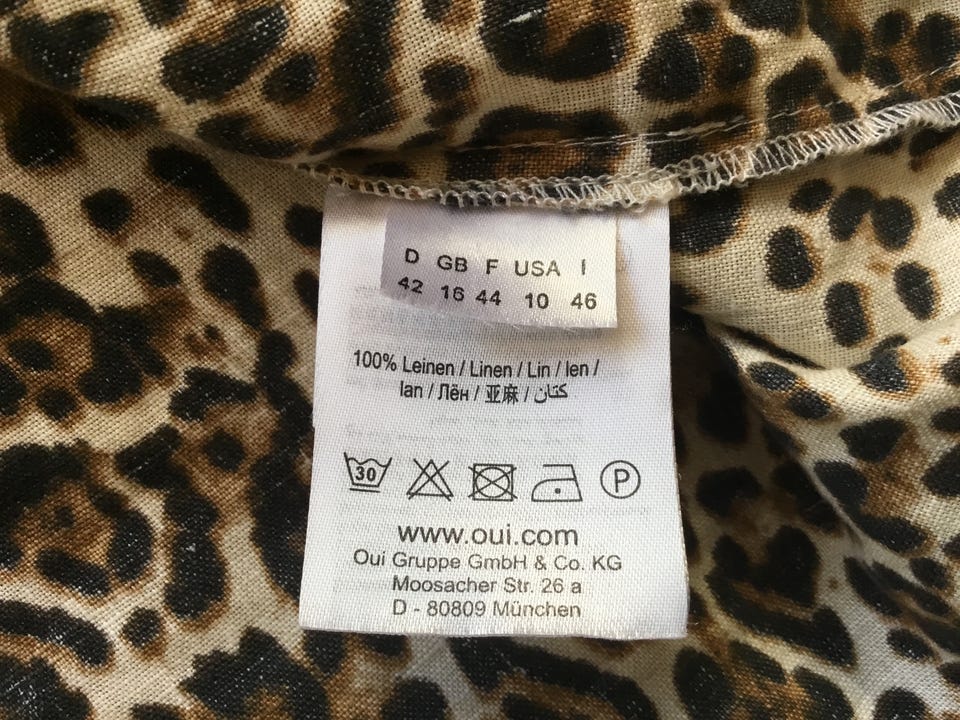 D GB F USA I
42 16 44 10 46
100% Leinen / Linen / Lin / len /
lan / Лён / 亚麻 / كتان
30
P
www.oui.com
Oui Gruppe GmbH & Co. KG
Moosacher Str. 26 a
D - 80809 München